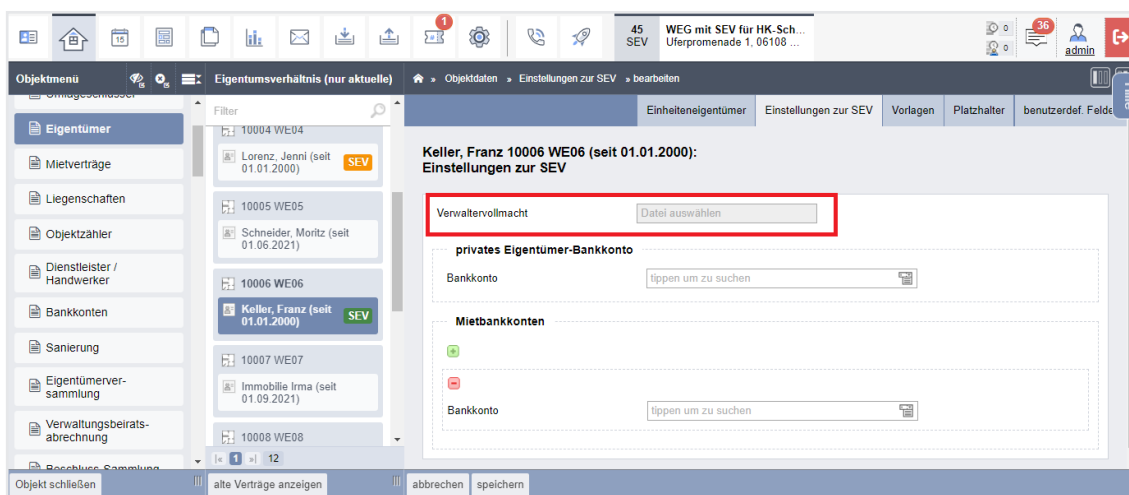 15
1
45
SEV
WEG mit SEV für HK-Sch...
Uferpromenade 1, 06108 ...
0
0
36
admin
Objektmenü
Eigentumsverhältnis (nur aktuelle)
» Objektdaten » Einstellungen zur SEV » bearbeiten
Umlageschlüssel
Eigentümer
Mietverträge
Liegenschaften
Objektzähler
Dienstleister /
Handwerker
Bankkonten
Sanierung
Eigentümerver-
sammlung
Verwaltungsbeirats-
abrechnung
Beschluss-Sammlung
Filter
10004 WE04
Lorenz, Jenni (seit
01.01.2000)
SEV
10005 WE05
Schneider, Moritz (seit
01.06.2021)
10006 WE06
Keller, Franz (seit
01.01.2000)
SEV
10007 WE07
Immobilie Irma (seit
01.09.2021)
10008 WE08
|« 1 »| 12
Einheiteneigentümer
Einstellungen zur SEV
Vorlagen
Platzhalter
benutzerdef. Felde
Keller, Franz 10006 WE06 (seit 01.01.2000):
Einstellungen zur SEV
Verwaltervollmacht
Datei auswählen
privates Eigentümer-Bankkonto
Bankkonto
tippen um zu suchen
Mietbankkonten
Bankkonto
tippen um zu suchen
Objekt schließen
alte Verträge anzeigen
abbrechen
speichern